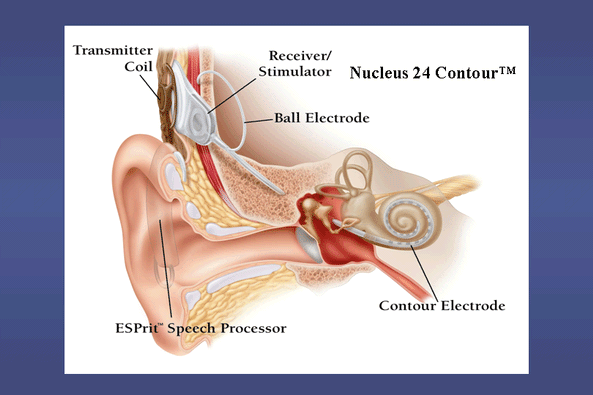 Transmitter
Coil
Receiver/
Stimulator
Nucleus 24 Contour™
Ball Electrode
Contour Electrode
ESPrit™ Speech Processor